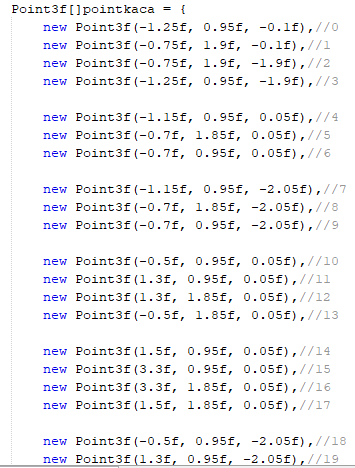 Point3f[]pointkaca = {
new Point3f(-1.25f, 0.95f, -0.1f),//0
new Point3f(-0.75f, 1.9f, -0.1f),//1
new Point3f(-0.75f, 1.9f, -1.9f),//2
new Point3f(-1.25f, 0.95f, -1.9f),//3
new Point3f(-1.15f, 0.95f, 0.05f),//4
new Point3f(-0.7f, 1.85f, 0.05f),//5
new Point3f(-0.7f, 0.95f, 0.05f),//6
new Point3f(-1.15f, 0.95f, -2.05f),//7
new Point3f(-0.7f, 1.85f, -2.05f),//8
new Point3f(-0.7f, 0.95f, -2.05f),//9
new Point3f(-0.5f, 0.95f, 0.05f),//10
new Point3f(1.3f, 0.95f, 0.05f),//11
new Point3f(1.3f, 1.85f, 0.05f),//12
new Point3f(-0.5f, 1.85f, 0.05f),//13
new Point3f(1.5f, 0.95f, 0.05f),//14
new Point3f(3.3f, 0.95f, 0.05f),//15
new Point3f(3.3f, 1.85f, 0.05f),//16
new Point3f(1.5f, 1.85f, 0.05f),//17
new Point3f(-0.5f, 0.95f, -2.05f),//18
new Point3f(1.3f, 0.95f, -2.05f),//19